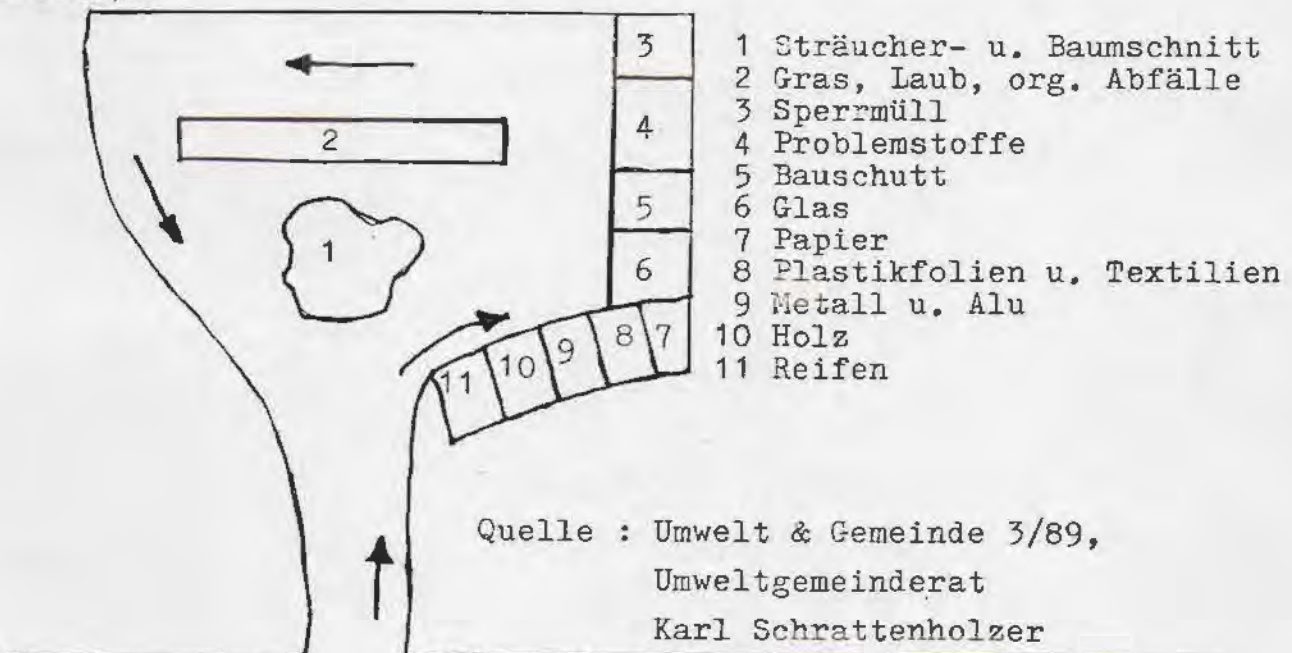 3
4
2
5
1
6
11 10 9 8 7
1 Sträucher- u. Baumschnitt
2 Gras, Laub, org. Abfälle
3 Sperrmüll
4 Problemstoffe
5 Bauschutt
6 Glas
7 Papier
8 Plastikfolien u. Textilien
9 Metall u. Alu
10 Holz
11 Reifen
Quelle : Umwelt & Gemeinde 3/89,
Umweltgemeinderat
Karl Schrattenholzer